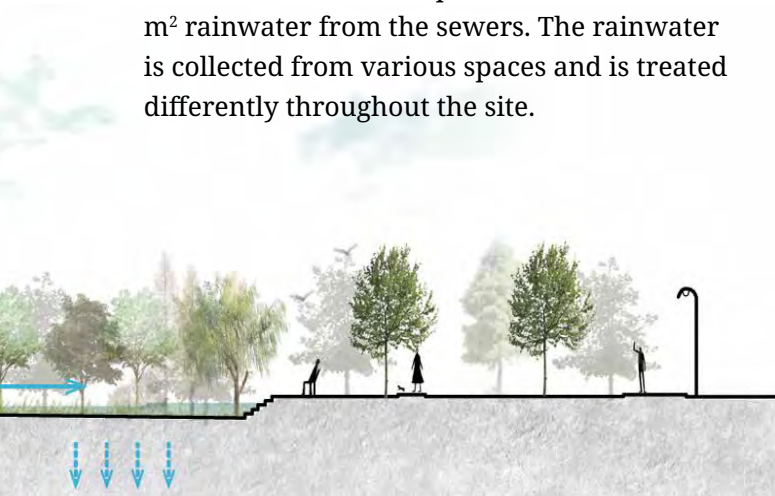 m² rainwater from the sewers. The rainwater
is collected from various spaces and is treated
differently throughout the site.